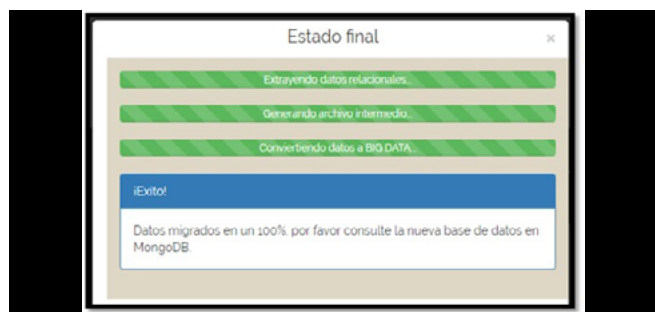 Estado final
×
Extrayendo datos relacionales...
Generando archivo intermedio...
Conviertiendo datos a BIG DATA...
¡Exito!
Datos migrados en un 100%, por favor consulte la nueva base de datos en
MongoDB.